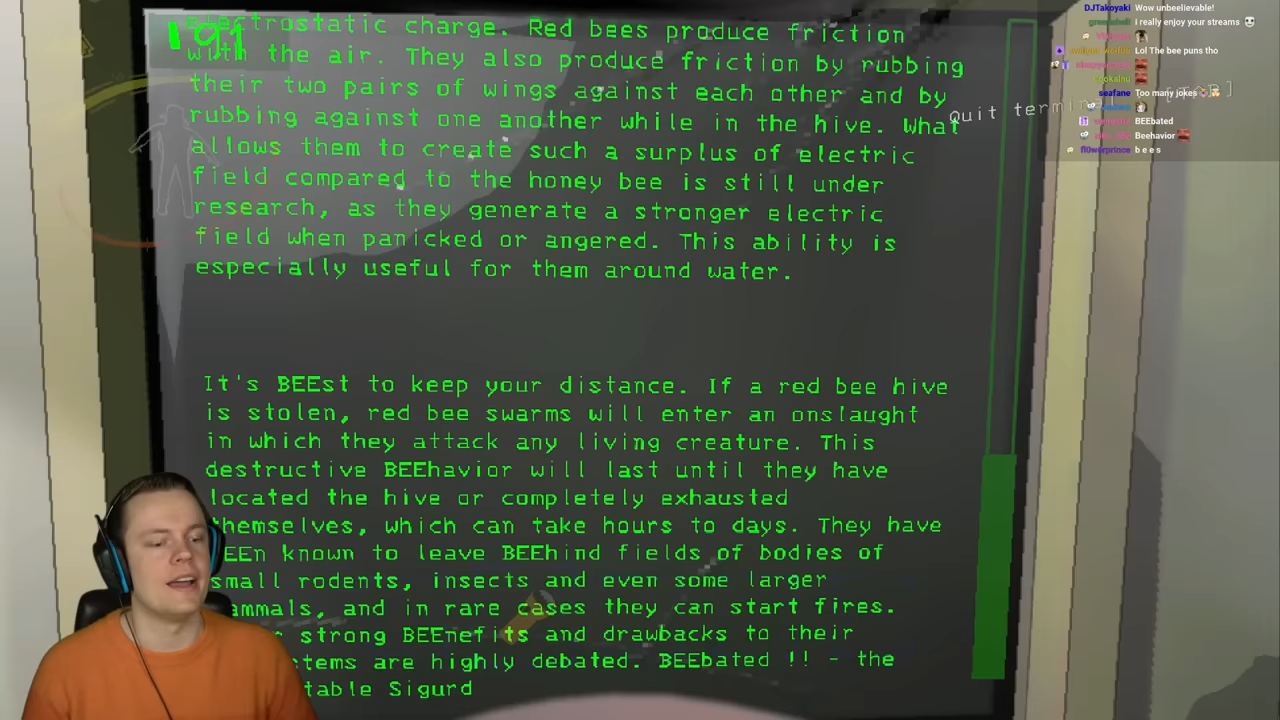 electrostatic charge. Red bees produce friction
191
with the air. They also produce friction by rubbing
their two pairs of wings against each other and by
rubbing against one another while in the hive. What
allows them to create such a surplus of electric
field compared to the honey bee is still under
research, as they generate a stronger electric
field when panicked or angered. This ability is
especially useful for them around water.
It's BEEst to keep your distance. If a red bee hive
is stolen, red bee swarms will enter an onslaught
in which they attack any living creature. This
destructive BEEhavior will last until they have
located the hive or completely exhausted
themselves, which can take hours to days. They have
BEEn known to leave BEEhind fields of bodies of
small rodents, insects and even some larger
mammals, and in rare cases they can start fires.
strong BEEnefits and drawbacks to their
are highly debated. BEEbated !! - the
Sigurd
Quit
DJTakoyaki Wow unbeelievable!
I really enjoy your streams
Lol The bee puns tho
seafane Too many jokes
BEEbated
Beehavior
fl0werprince b e e s